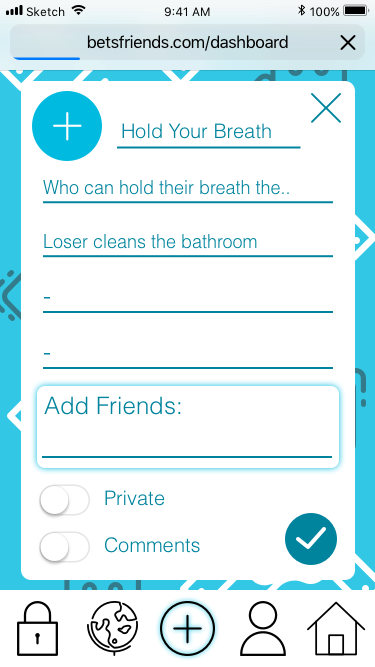 Sketch 9:41 AM 100%
betsfriends.com/dashboard
Hold Your Breath
Who can hold their breath the..
Loser cleans the bathroom
-
-
Add Friends:
Private
Comments